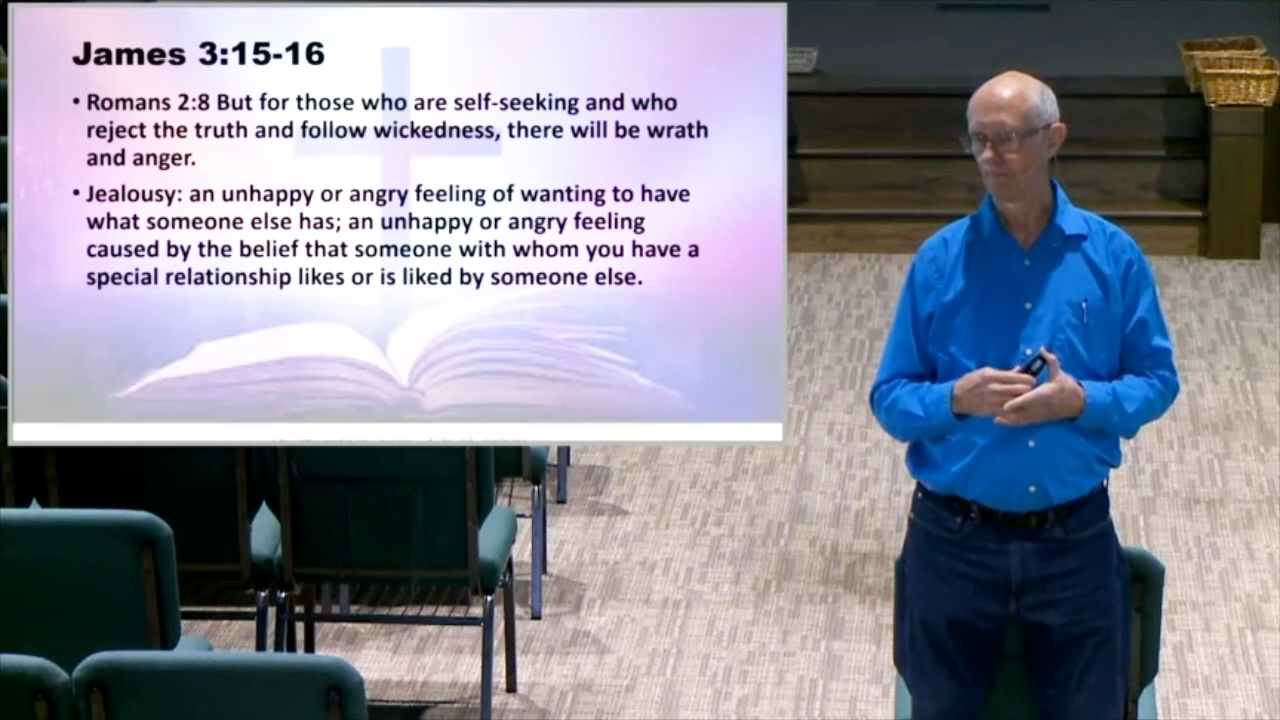 James 3:15-16
• Romans 2:8 But for those who are self-seeking and who
reject the truth and follow wickedness, there will be wrath
and anger.
• Jealousy: an unhappy or angry feeling of wanting to have
what someone else has; an unhappy or angry feeling
caused by the belief that someone with whom you have a
special relationship likes or is liked by someone else.